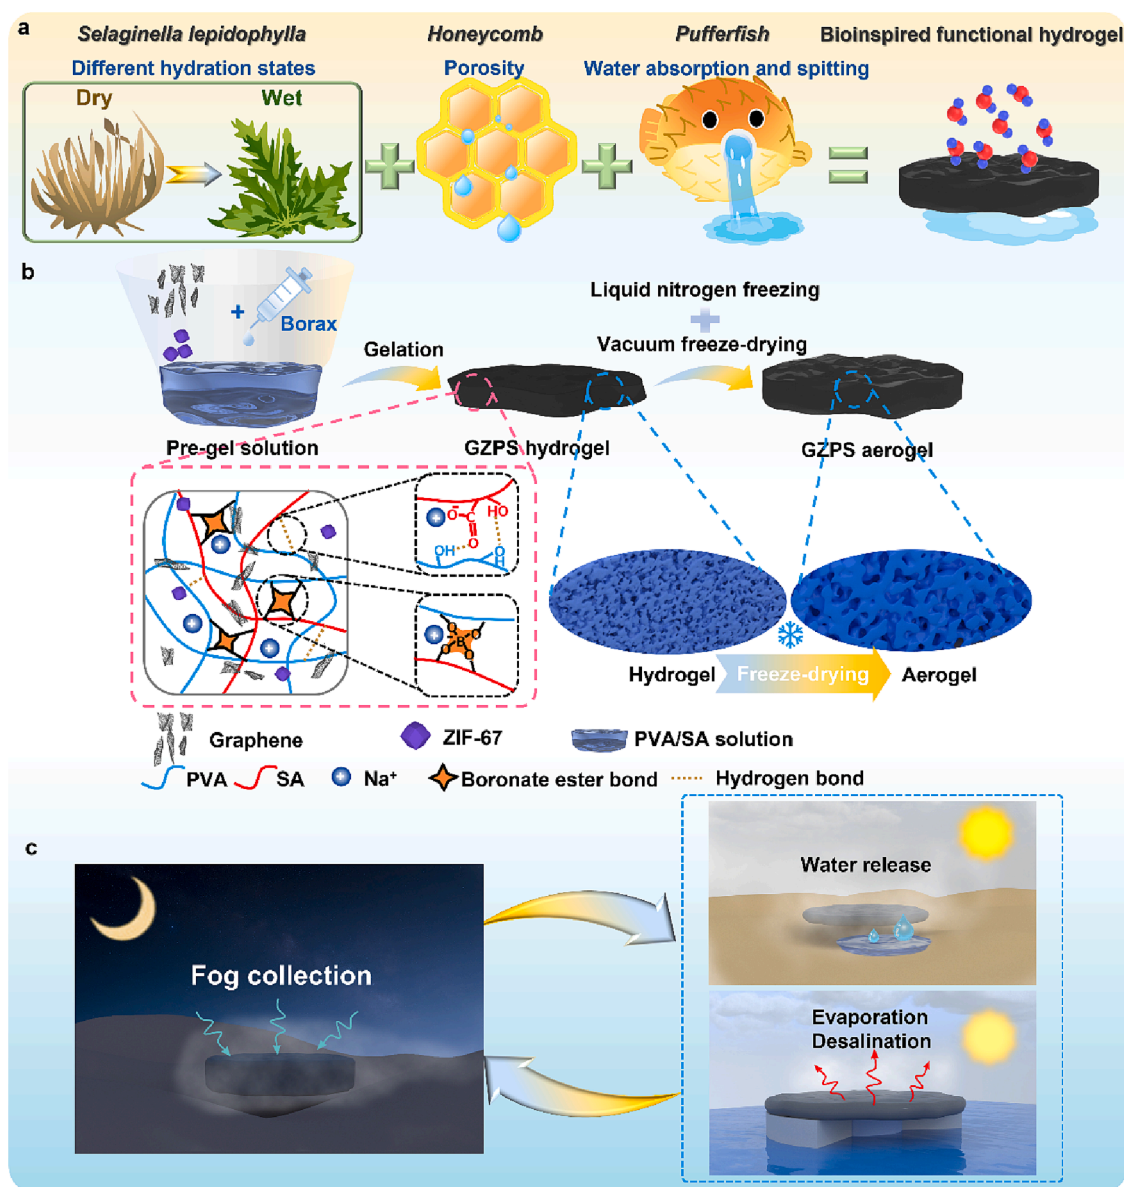 a
Selaginella lepidophylla
Honeycomb
Pufferfish
Bioinspired functional hydrogel
Different hydration states
Porosity
Water absorption and spitting
Dry
Wet
b
+
Borax
Liquid nitrogen freezing
Vacuum freeze-drying
Gelation
Pre-gel solution
GZPS hydrogel
GZPS aerogel
HO
O⁻
C
O
OH
O
H
O
O
B
O
O
Hydrogel
Freeze-drying
Aerogel
Graphene
ZIF-67
PVA/SA solution
PVA
SA
Na⁺
Boronate ester bond
Hydrogen bond
c
Fog collection
Water release
Evaporation
Desalination